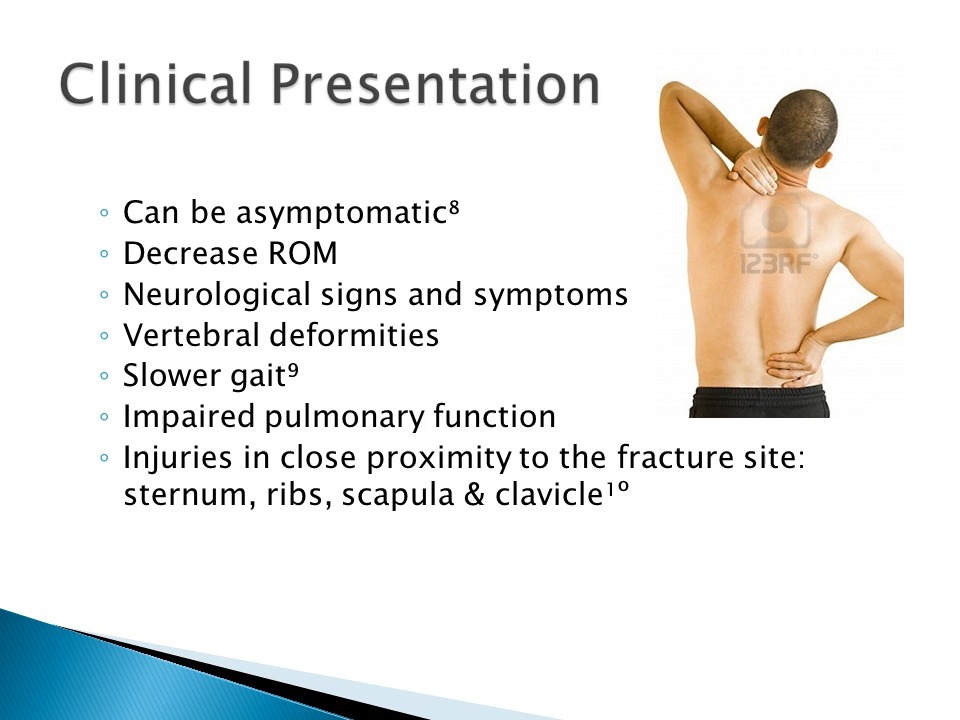 Clinical Presentation
◦ Can be asymptomatic⁸
◦ Decrease ROM
◦ Neurological signs and symptoms
◦ Vertebral deformities
◦ Slower gait⁹
◦ Impaired pulmonary function
◦ Injuries in close proximity to the fracture site:
sternum, ribs, scapula & clavicle¹⁰
123RF®